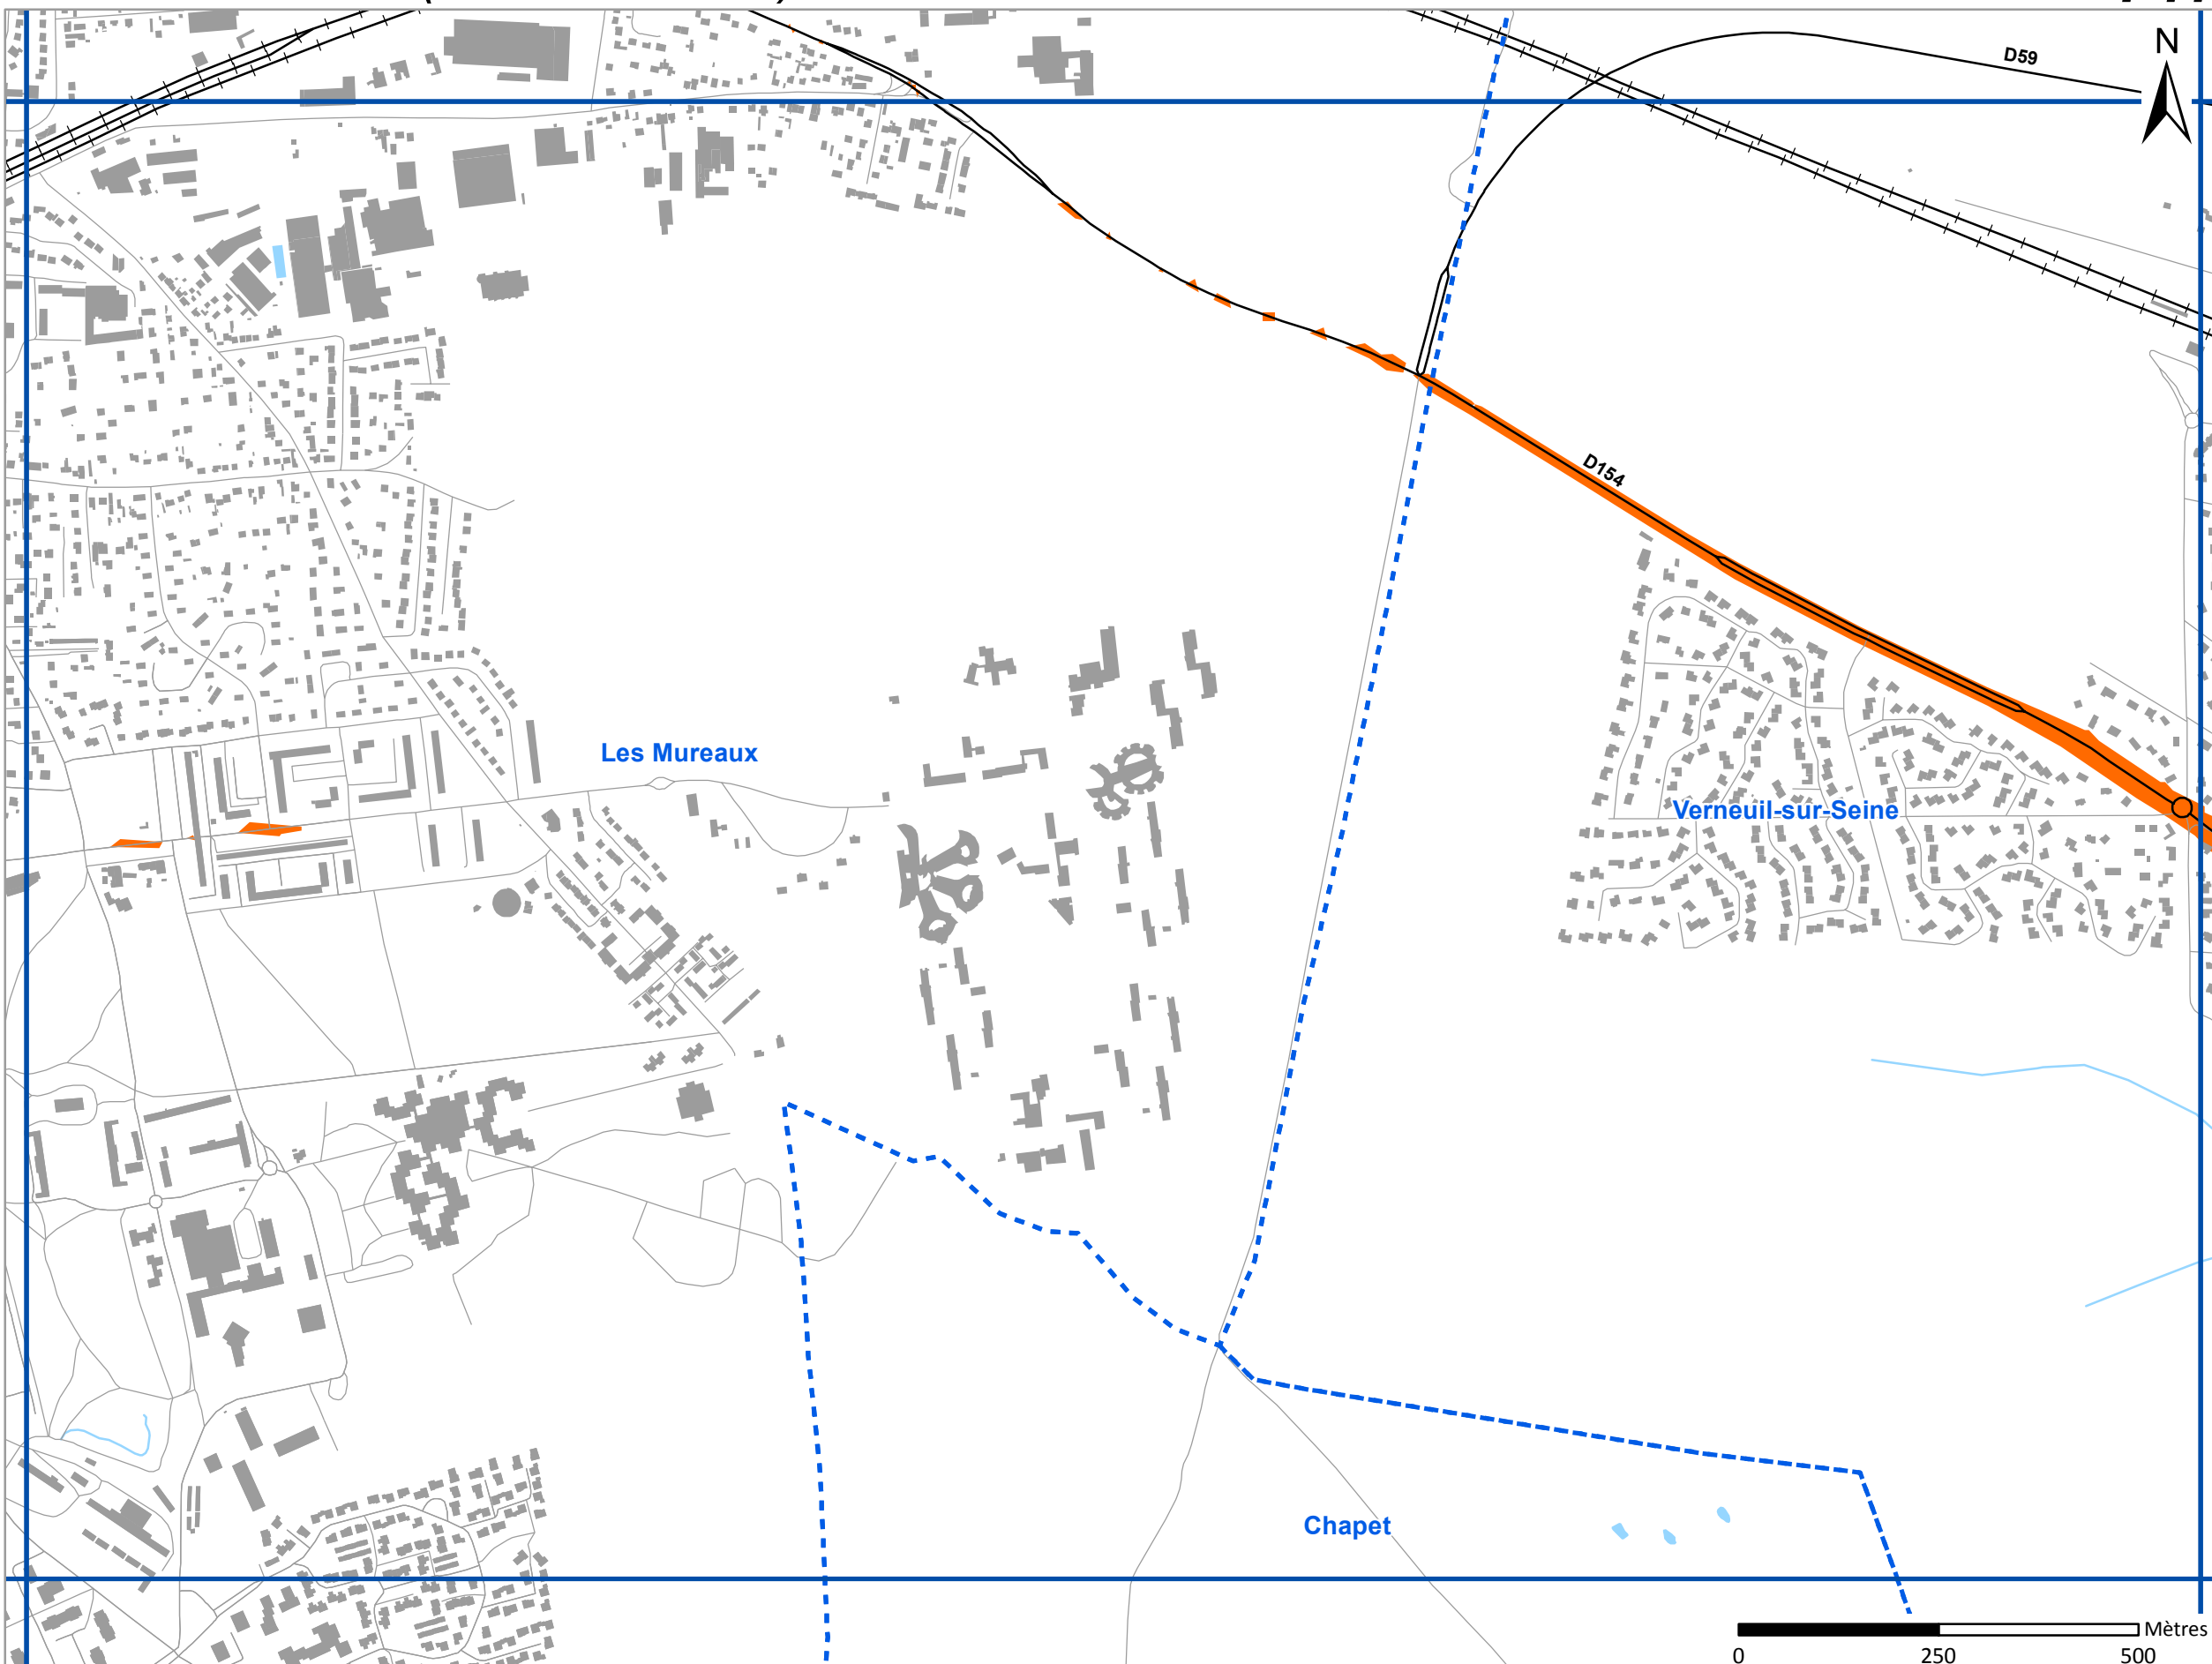 D59
N
D154
Les Mureaux
Verneuil-sur-Seine
Chapet
Mètres
0 250 500